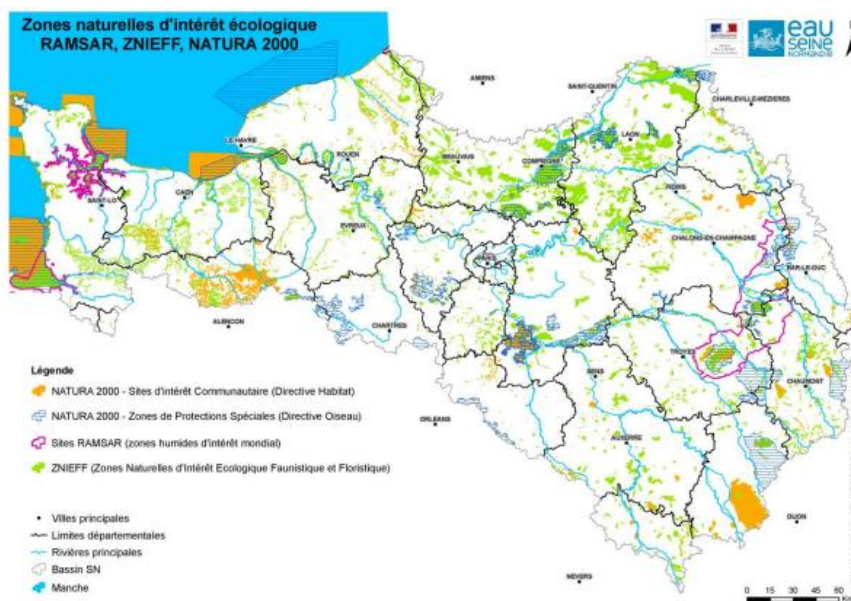 Zones naturelles d'intérêt écologique
RAMSAR, ZNIEFF, NATURA 2000
eau
SEINE
NORMANDIE
AMIENS
SAINT-QUENTIN
CHARLEVILLE-MEZIERES
LE HAVRE
ROUEN
BEAUVAIS
COMPIEGNE
LAON
CAEN
SAINT-LO
REIMS
EVREUX
CHALONS-EN-CHAMPAGNE
BAR-LE-DUC
ALENCON
CHARTRES
TROYES
SENS
CHAUMONT
ORLEANS
AUXERRE
DIJON
NEVERS
Légende
NATURA 2000 - Sites d'intérêt Communautaire (Directive Habitat)
NATURA 2000 - Zones de Protections Spéciales (Directive Oiseau)
Sites RAMSAR (zones humides d'intérêt mondial)
ZNIEFF (Zones Naturelles d'Intérêt Ecologique Faunistique et Floristique)
Villes principales
Limites départementales
Rivières principales
Bassin SN
Manche
0 15 30 45 60